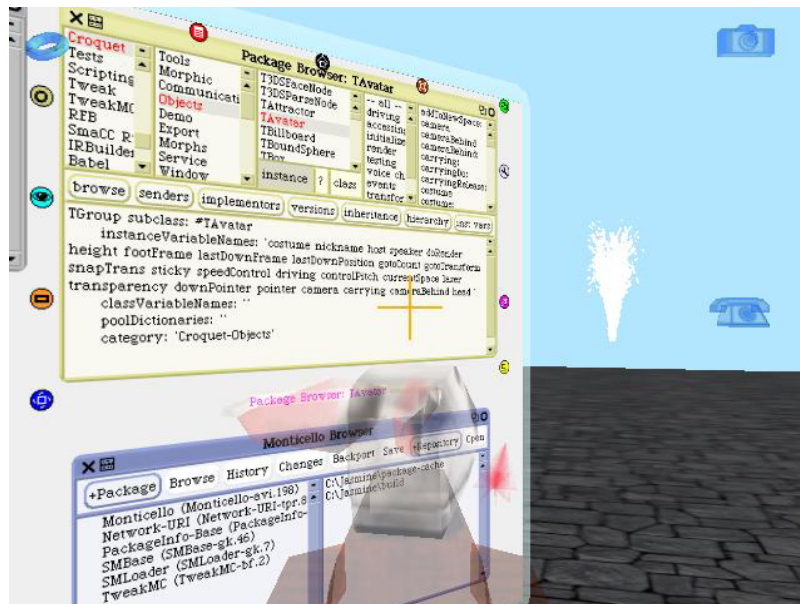 Package Browser: TAvatar
Croquet
Tests
Scripting
Tweak
TweakMC
RFB
SmaCC R
IRBuilde
Babel
Tools
Morphic
Communicati
Objects
Demo
Export
Morphs
Service
Window
T3DSFaceNode
T3DSParseNode
TAttractor
TAvatar
TBillboard
TBoundSphere
TBox
instance ? class
-- all --
driving
accessing
initialize
render
testing
voice ch
events
transfor
addToNewSpace:
camera
cameraBehind
cameraBehind:
carrying:
carryingDo:
carryingRelease:
costume
costume:
browse senders implementors versions inheritance hierarchy inst vars
TGroup subclass: #TAvatar
instanceVariableNames: 'costume nickname host speaker doRender
height footFrame lastDownFrame lastDownPosition gotoCount gotoTransform
snapTrans sticky speedControl driving controlPitch currentSpace laser
transparency downPointer pointer camera carrying cameraBehind head '
classVariableNames: ''
poolDictionaries: ''
category: 'Croquet-Objects'
Package Browser: TAvatar
Monticello Browser
+Package Browse History Changes Backport Save +Repository Open
Monticello (Monticello-avi.198)
Network-URI (Network-URI-tpr.8
PackageInfo-Base (PackageInfo-
SMBase (SMBase-gk.46)
SMLoader (SMLoader-gk.7)
TweakMC (TweakMC-bf.2)
C:\Jasmine\package-cache
C:\Jasmine\build